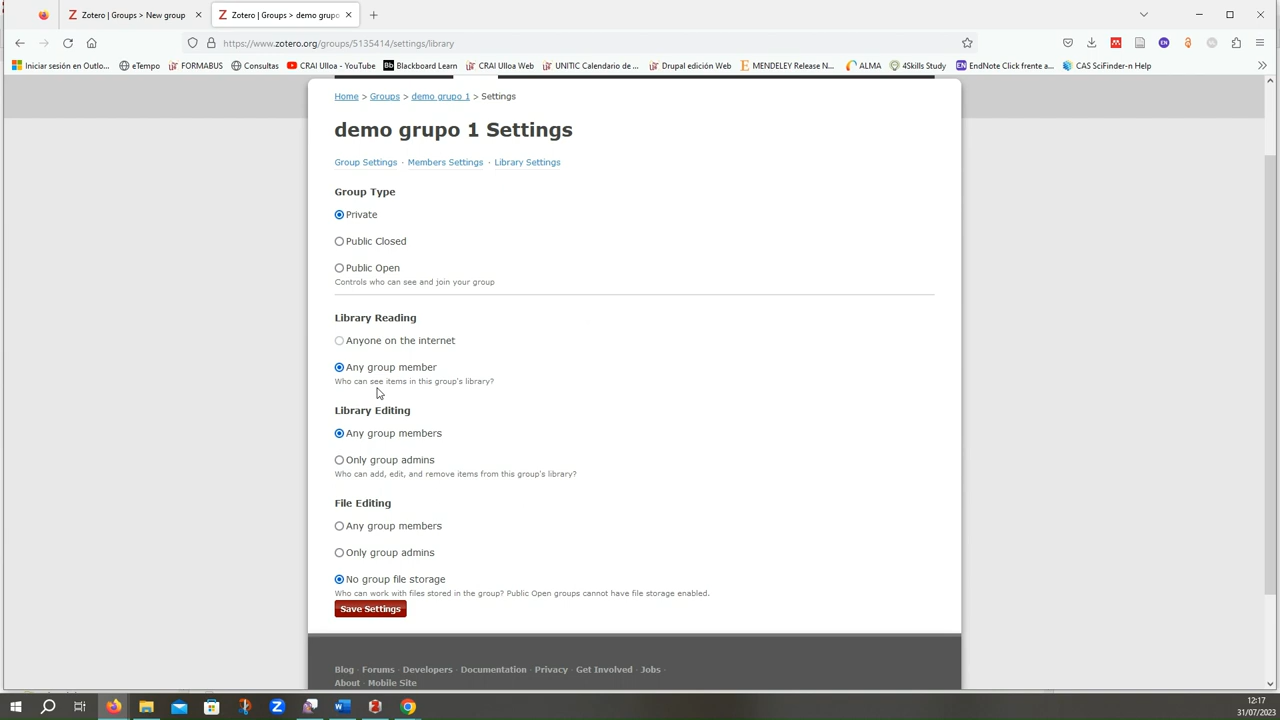 Zotero | Groups > New group
Zotero | Groups > demo grupo
https://www.zotero.org/groups/5135414/settings/library
Iniciar sesión en Outlo...
eTempo
FORMABUS
Consultas
CRAI Ulloa - YouTube
Blackboard Learn
CRAI Ulloa Web
UNITIC Calendario de ...
Drupal edición Web
MENDELEY Release N...
ALMA
4Skills Study
EndNote Click frente a...
CAS SciFinder-n Help
Home > Groups > demo grupo 1 > Settings
demo grupo 1 Settings
Group Settings · Members Settings · Library Settings
Group Type
Private
Public Closed
Public Open
Controls who can see and join your group
Library Reading
Anyone on the internet
Any group member
Who can see items in this group's library?
Library Editing
Any group members
Only group admins
Who can add, edit, and remove items from this group's library?
File Editing
Any group members
Only group admins
No group file storage
Who can work with files stored in the group? Public Open groups cannot have file storage enabled.
Save Settings
Blog · Forums · Developers · Documentation · Privacy · Get Involved · Jobs ·
About · Mobile Site
12:17
31/07/2023